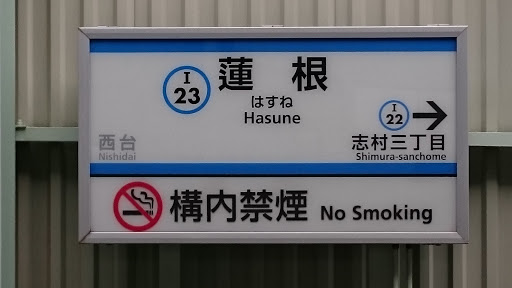 I
23
蓮根
はすね
Hasune
I
22
西台
Nishidai
志村三丁目
Shimura-sanchome
構内禁煙 No Smoking